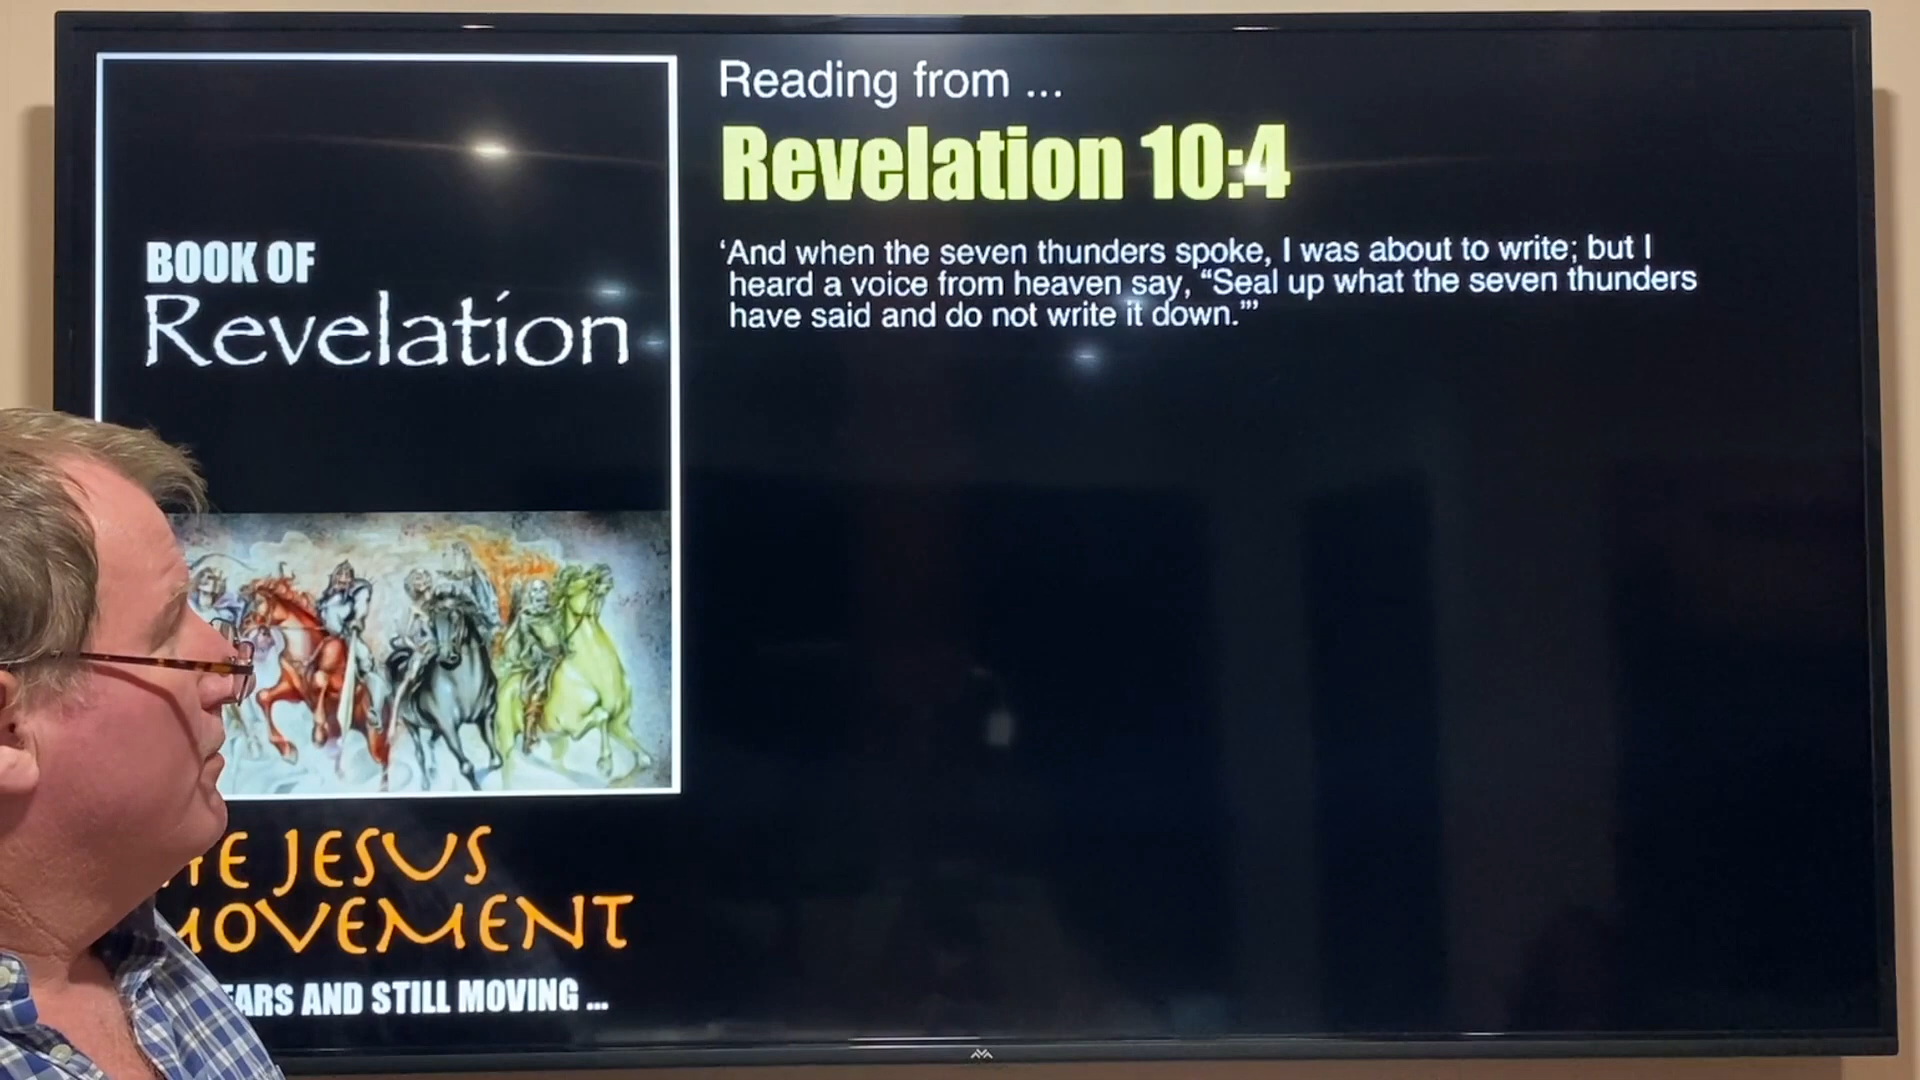 Reading from ...
Revelation 10:4
‘And when the seven thunders spoke, I was about to write; but I
heard a voice from heaven say, “Seal up what the seven thunders
have said and do not write it down.”’
BOOK OF
Revelation
JESUS
MOVEMENT
AND STILL MOVING ...